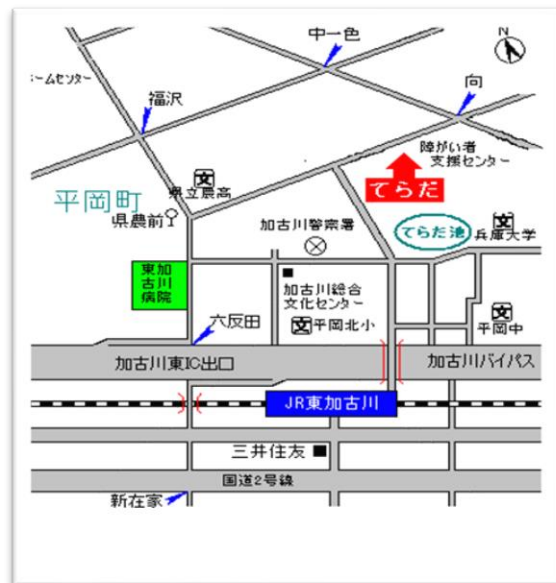 中一色
N
ホームセンター
福沢
向
障がい者
支援センター
県立農高
てらだ
平岡町
県農前
加古川警察署
てらだ池
兵庫大学
東加
古川
病院
加古川総合
文化センター
六反田
平岡北小
平岡中
加古川東IC出口
加古川バイパス
JR東加古川
三井住友
国道2号線
新在家